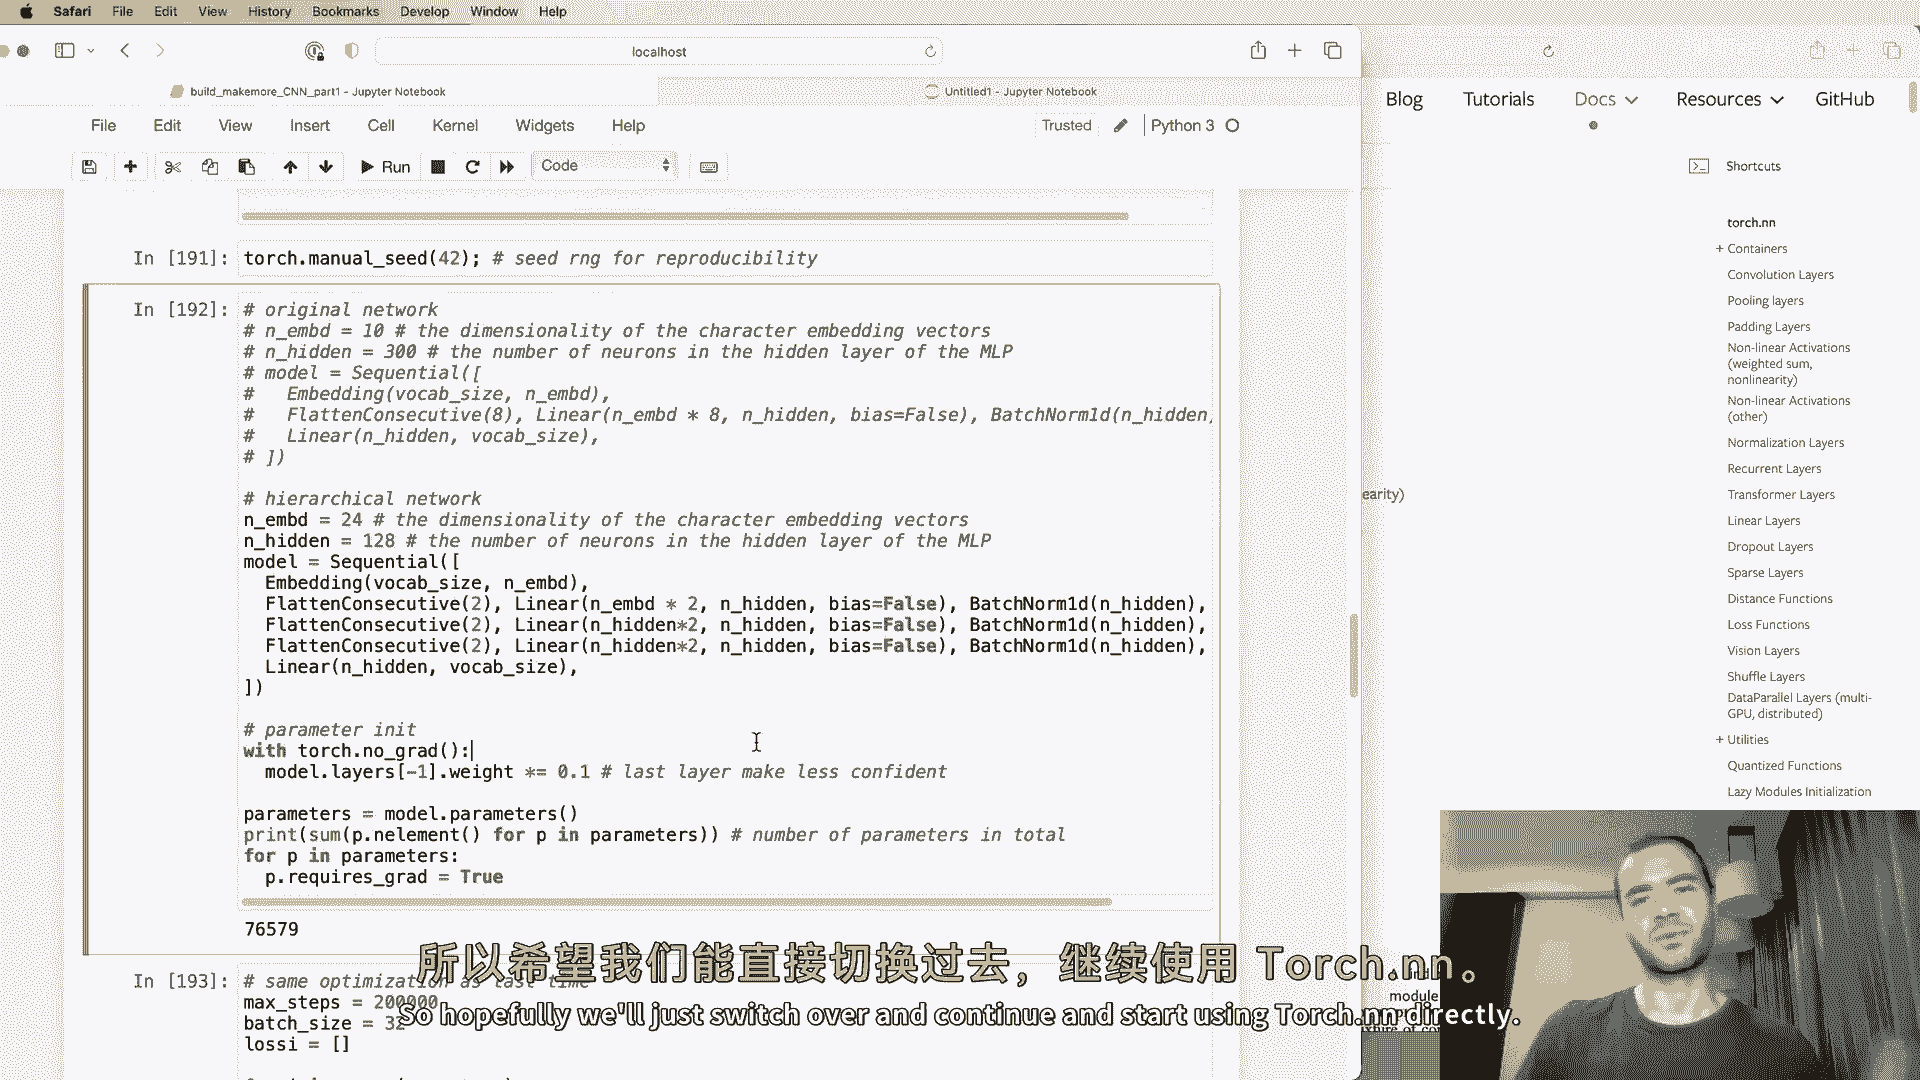 Safari File Edit View History Bookmarks Develop Window Help
localhost
build_makemore_CNN_part1 - Jupyter Notebook
Untitled1 - Jupyter Notebook
File Edit View Insert Cell Kernel Widgets Help
Trusted
Python 3
Run
Code
In [191]: torch.manual_seed(42); # seed rng for reproducibility
In [192]: # original network
# n_embd = 10 # the dimensionality of the character embedding vectors
# n_hidden = 300 # the number of neurons in the hidden layer of the MLP
# model = Sequential([
#   Embedding(vocab_size, n_embd),
#   FlattenConsecutive(8), Linear(n_embd * 8, n_hidden, bias=False), BatchNorm1d(n_hidden)
#   Linear(n_hidden, vocab_size),
# ])
# hierarchical network
n_embd = 24 # the dimensionality of the character embedding vectors
n_hidden = 128 # the number of neurons in the hidden layer of the MLP
model = Sequential([
  Embedding(vocab_size, n_embd),
  FlattenConsecutive(2), Linear(n_embd * 2, n_hidden, bias=False), BatchNorm1d(n_hidden),
  FlattenConsecutive(2), Linear(n_hidden*2, n_hidden, bias=False), BatchNorm1d(n_hidden),
  FlattenConsecutive(2), Linear(n_hidden*2, n_hidden, bias=False), BatchNorm1d(n_hidden),
  Linear(n_hidden, vocab_size),
])
# parameter init
with torch.no_grad():
  model.layers[-1].weight *= 0.1 # last layer make less confident
parameters = model.parameters()
print(sum(p.nelement() for p in parameters)) # number of parameters in total
for p in parameters:
  p.requires_grad = True
76579
In [193]: # same optimization as last time
max_steps = 200000
batch_size = 32
lossi = []
Blog Tutorials Docs Resources GitHub
Shortcuts
torch.nn
+ Containers
Convolution Layers
Pooling layers
Padding Layers
Non-linear Activations
(weighted sum,
nonlinearity)
Non-linear Activations
(other)
Normalization Layers
Recurrent Layers
Transformer Layers
Linear Layers
Dropout Layers
Sparse Layers
Distance Functions
Loss Functions
Vision Layers
Shuffle Layers
DataParallel Layers (multi-
GPU, distributed)
+ Utilities
Quantized Functions
Lazy Modules Initialization
earity)
module
所以希望我们能直接切换过去，继续使用 Torch.nn。
So hopefully we'll just switch over and continue and start using Torch.nn directly.